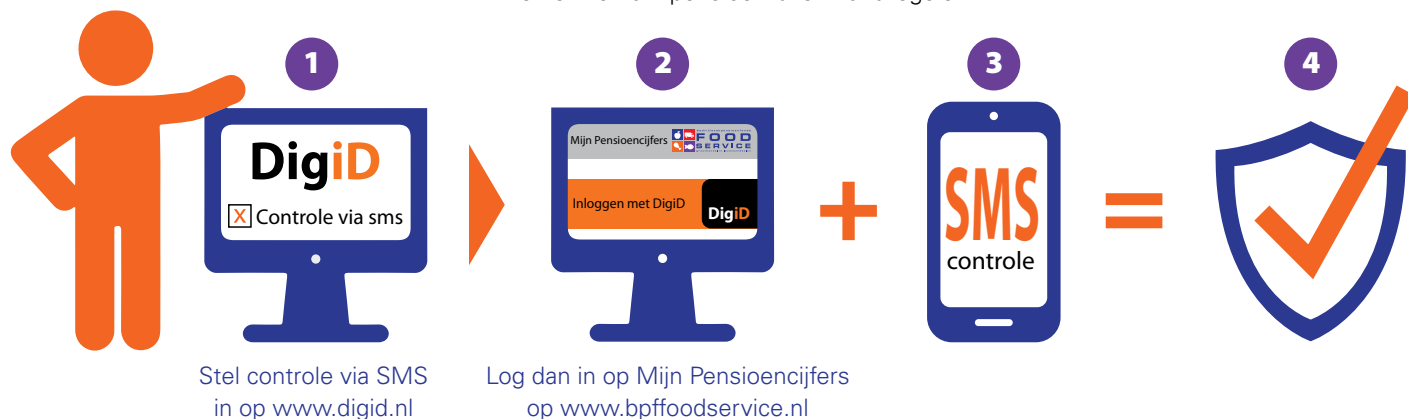 1
2
3
4
DigiD
X Controle via sms
Mijn Pensioencijfers
FOOD
SERVICE
Inloggen met DigiD
DigiD
SMS
controle
Stel controle via SMS
in op www.digid.nl
Log dan in op Mijn Pensioencijfers
op www.bpffoodservice.nl